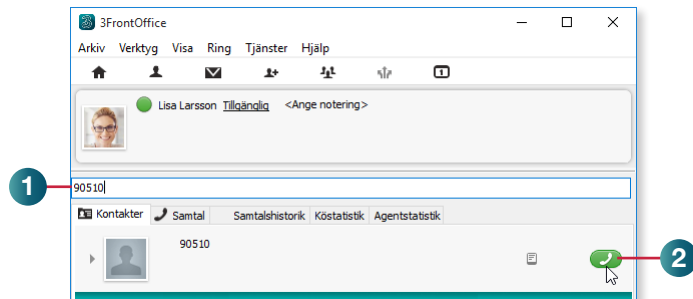 3FrontOffice
Arkiv Verktyg Visa Ring Tjänster Hjälp
1
Lisa Larsson Tillgänglig <Ange notering>
1
90510
Kontakter Samtal Samtalshistorik Köstatistik Agentstatistik
90510
2